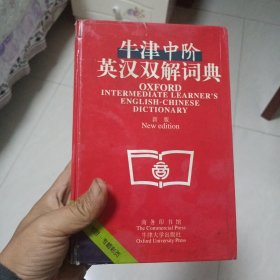 牛津中阶
英汉双解词典
OXFORD
INTERMEDIATE LEARNER'S
ENGLISH-CHINESE
DICTIONARY
新版
New edition
商务印书馆
The Commercial Press
牛津大学出版社
Oxford University Press